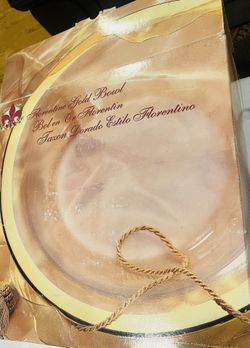 Florentine Gold Bowl
Bol en Or Florentin
Tazon Dorado Estilo Florentino